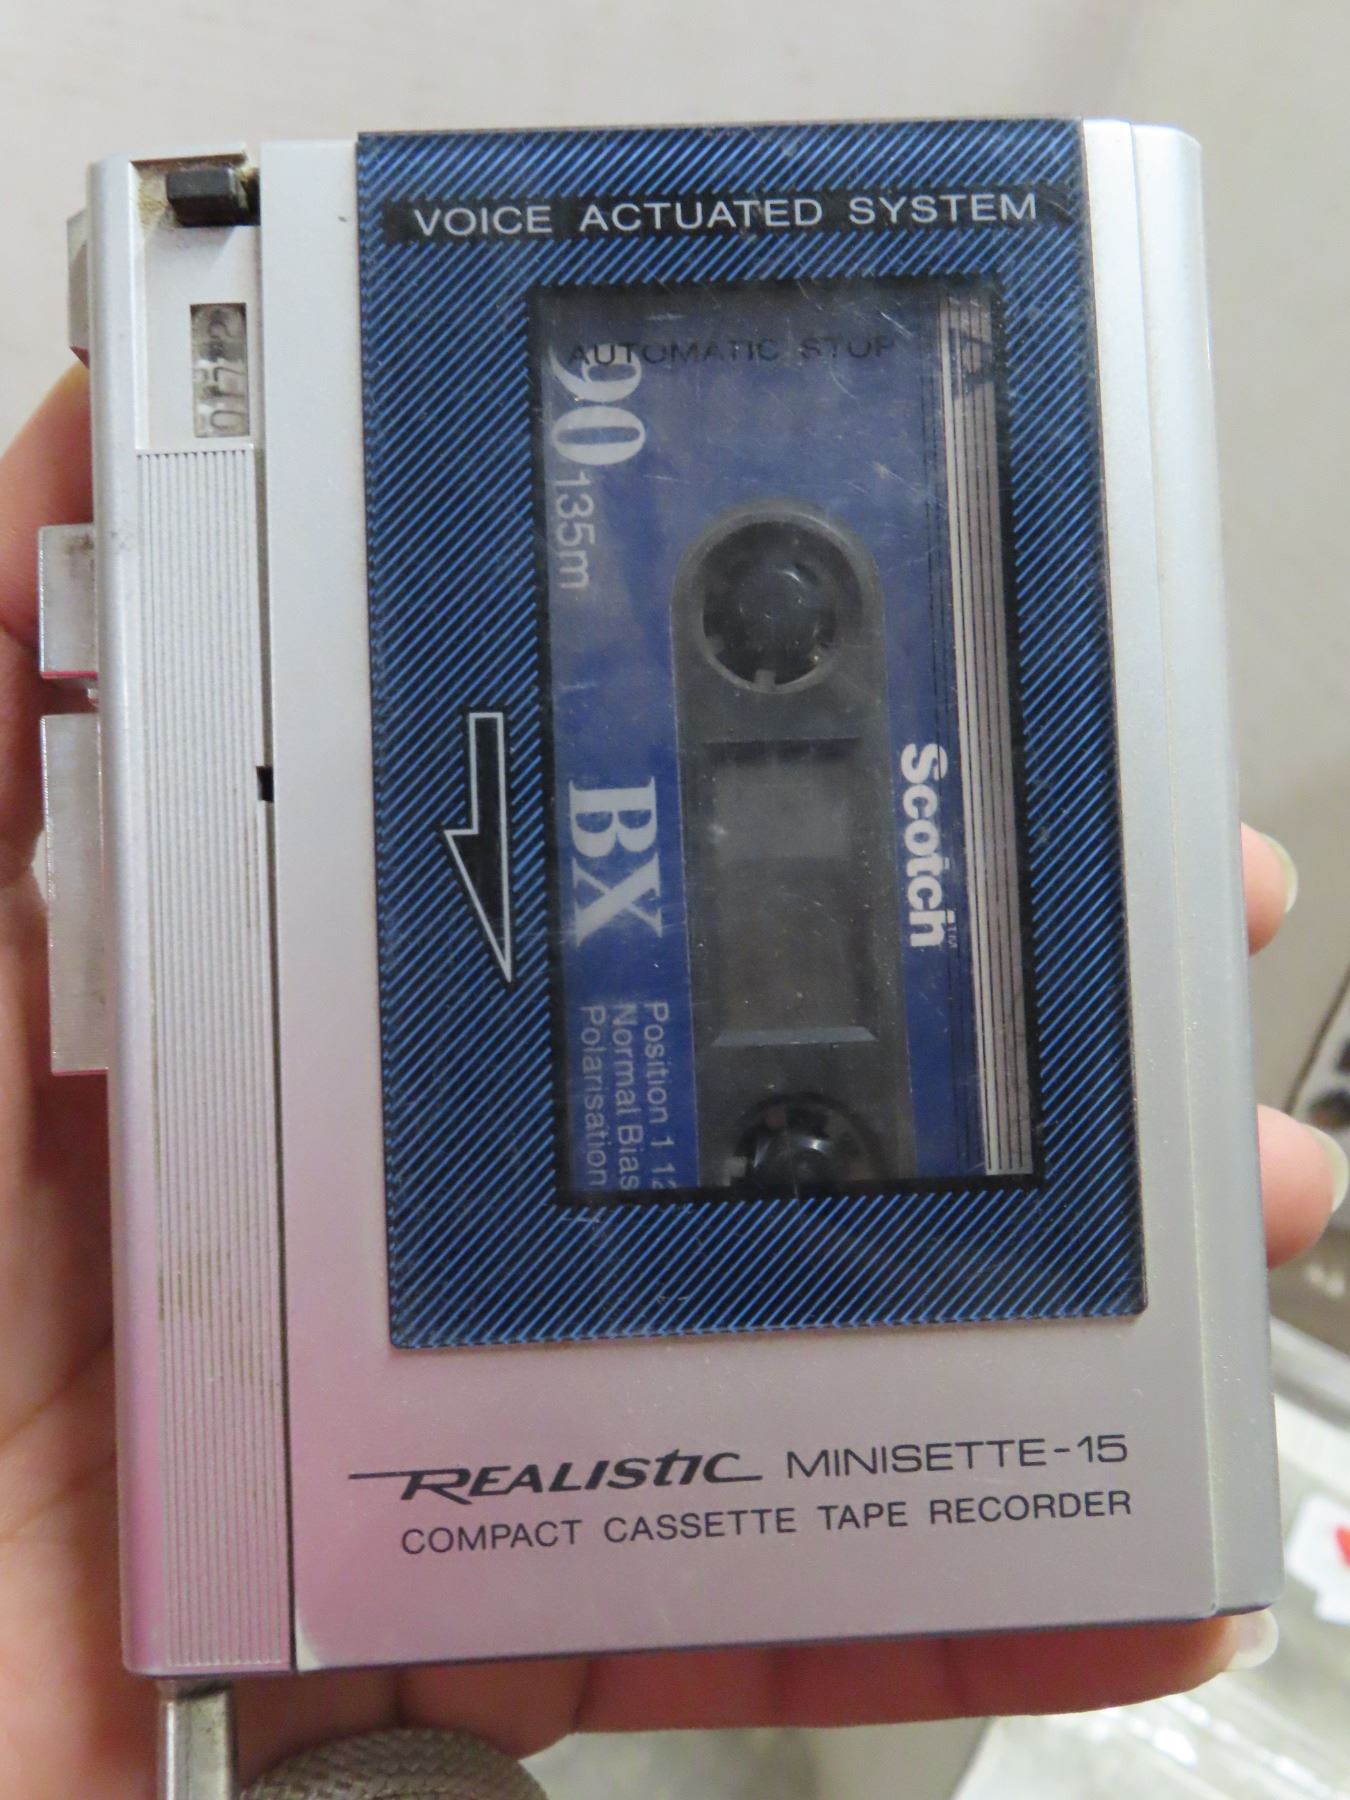 VOICE ACTUATED SYSTEM
AUTOMATIC STOP
90
135m
BX
Scotch™
Position 1
Normal Bias
Polarisation
REALISTIC MINISETTE-15
COMPACT CASSETTE TAPE RECORDER